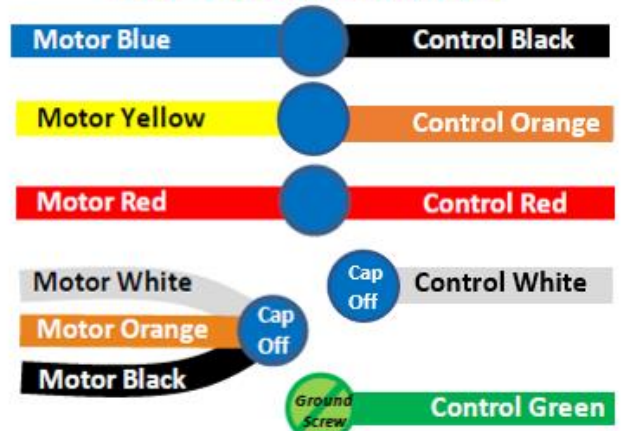 Motor Blue Control Black
Motor Yellow Control Orange
Motor Red Control Red
Motor White
Motor Orange
Motor Black
Cap
Off
Cap
Off
Control White
Ground
Screw
Control Green